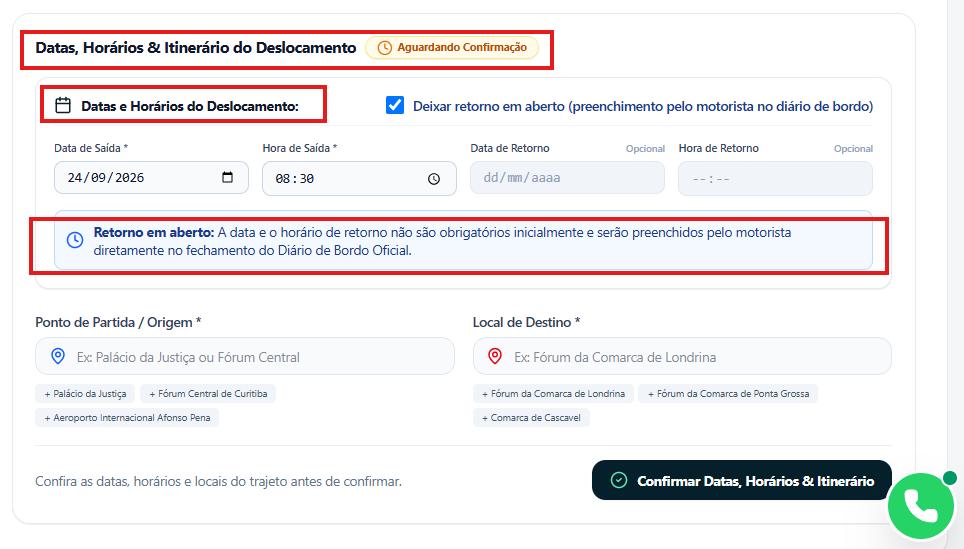 Datas, Horários & Itinerário do Deslocamento Aguardando Confirmação
Datas e Horários do Deslocamento: Deixar retorno em aberto (preenchimento pelo motorista no diário de bordo)
Data de Saída * Hora de Saída * Data de Retorno Opcional Hora de Retorno Opcional
24/09/2026 08:30 dd/mm/aaaa --:--
Retorno em aberto: A data e o horário de retorno não são obrigatórios inicialmente e serão preenchidos pelo motorista
diretamente no fechamento do Diário de Bordo Oficial.
Ponto de Partida / Origem * Local de Destino *
Ex: Palácio da Justiça ou Fórum Central Ex: Fórum da Comarca de Londrina
+ Palácio da Justiça + Fórum Central de Curitiba + Fórum da Comarca de Londrina + Fórum da Comarca de Ponta Grossa
+ Aeroporto Internacional Afonso Pena + Comarca de Cascavel
Confira as datas, horários e locais do trajeto antes de confirmar. Confirmar Datas, Horários & Itinerário